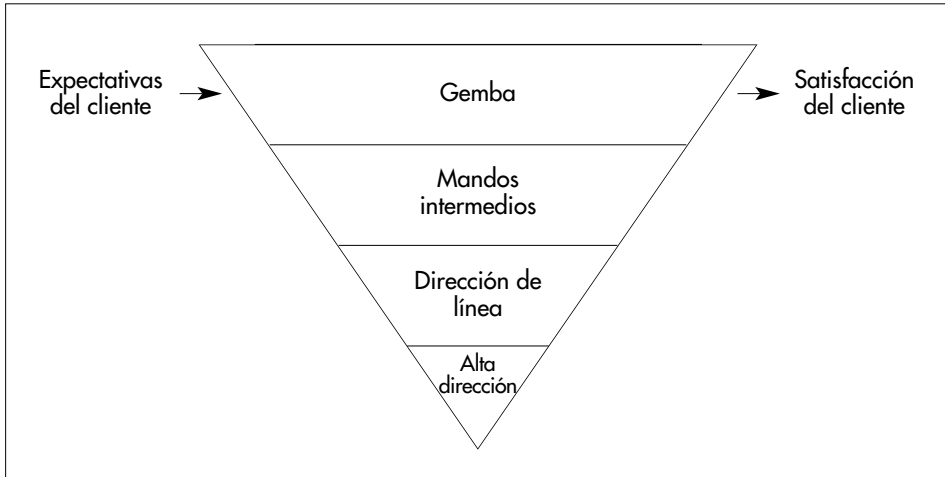 Expectativas
del cliente
Gemba
Satisfacción
del cliente
Mandos
intermedios
Dirección de
línea
Alta
dirección